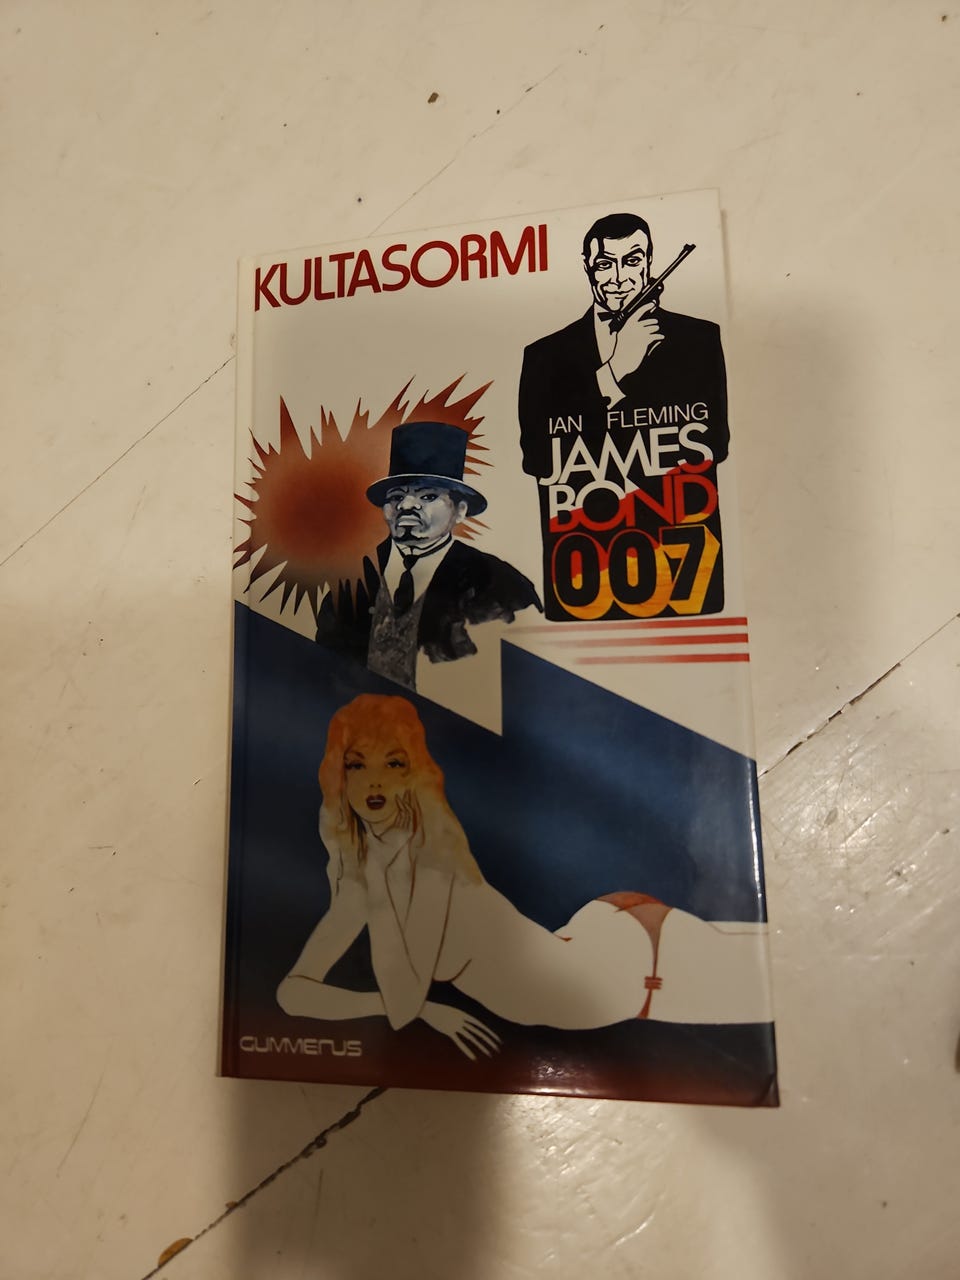 KULTASORMI
IAN FLEMING
JAMES
BOND
007
GUMMERUS